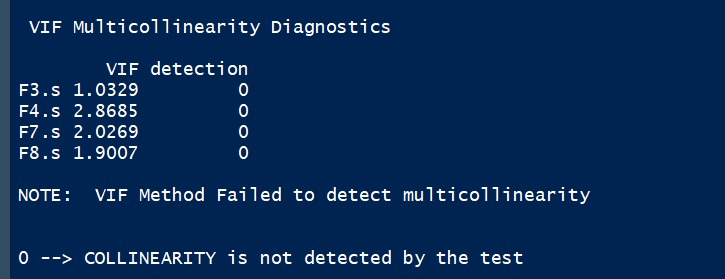 VIF Multicollinearity Diagnostics
VIF detection
F3.s 1.0329 0
F4.s 2.8685 0
F7.s 2.0269 0
F8.s 1.9007 0
NOTE:  VIF Method Failed to detect multicollinearity
0 --> COLLINEARITY is not detected by the test